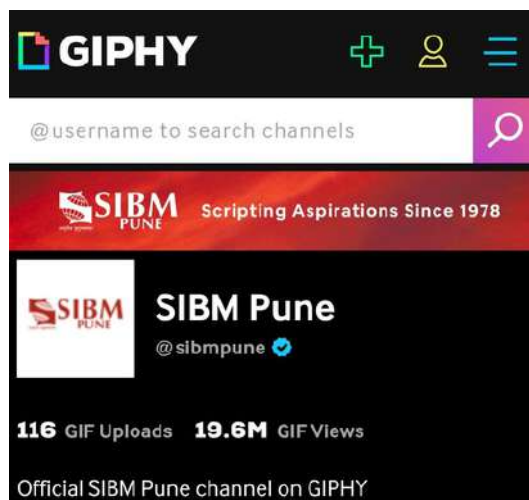 GIPHY
@username to search channels
SIBM
PUNE
Scripting Aspirations Since 1978
SIBM
PUNE
SIBM Pune
@sibmpune
116 GIF Uploads 19.6M GIF Views
Official SIBM Pune channel on GIPHY